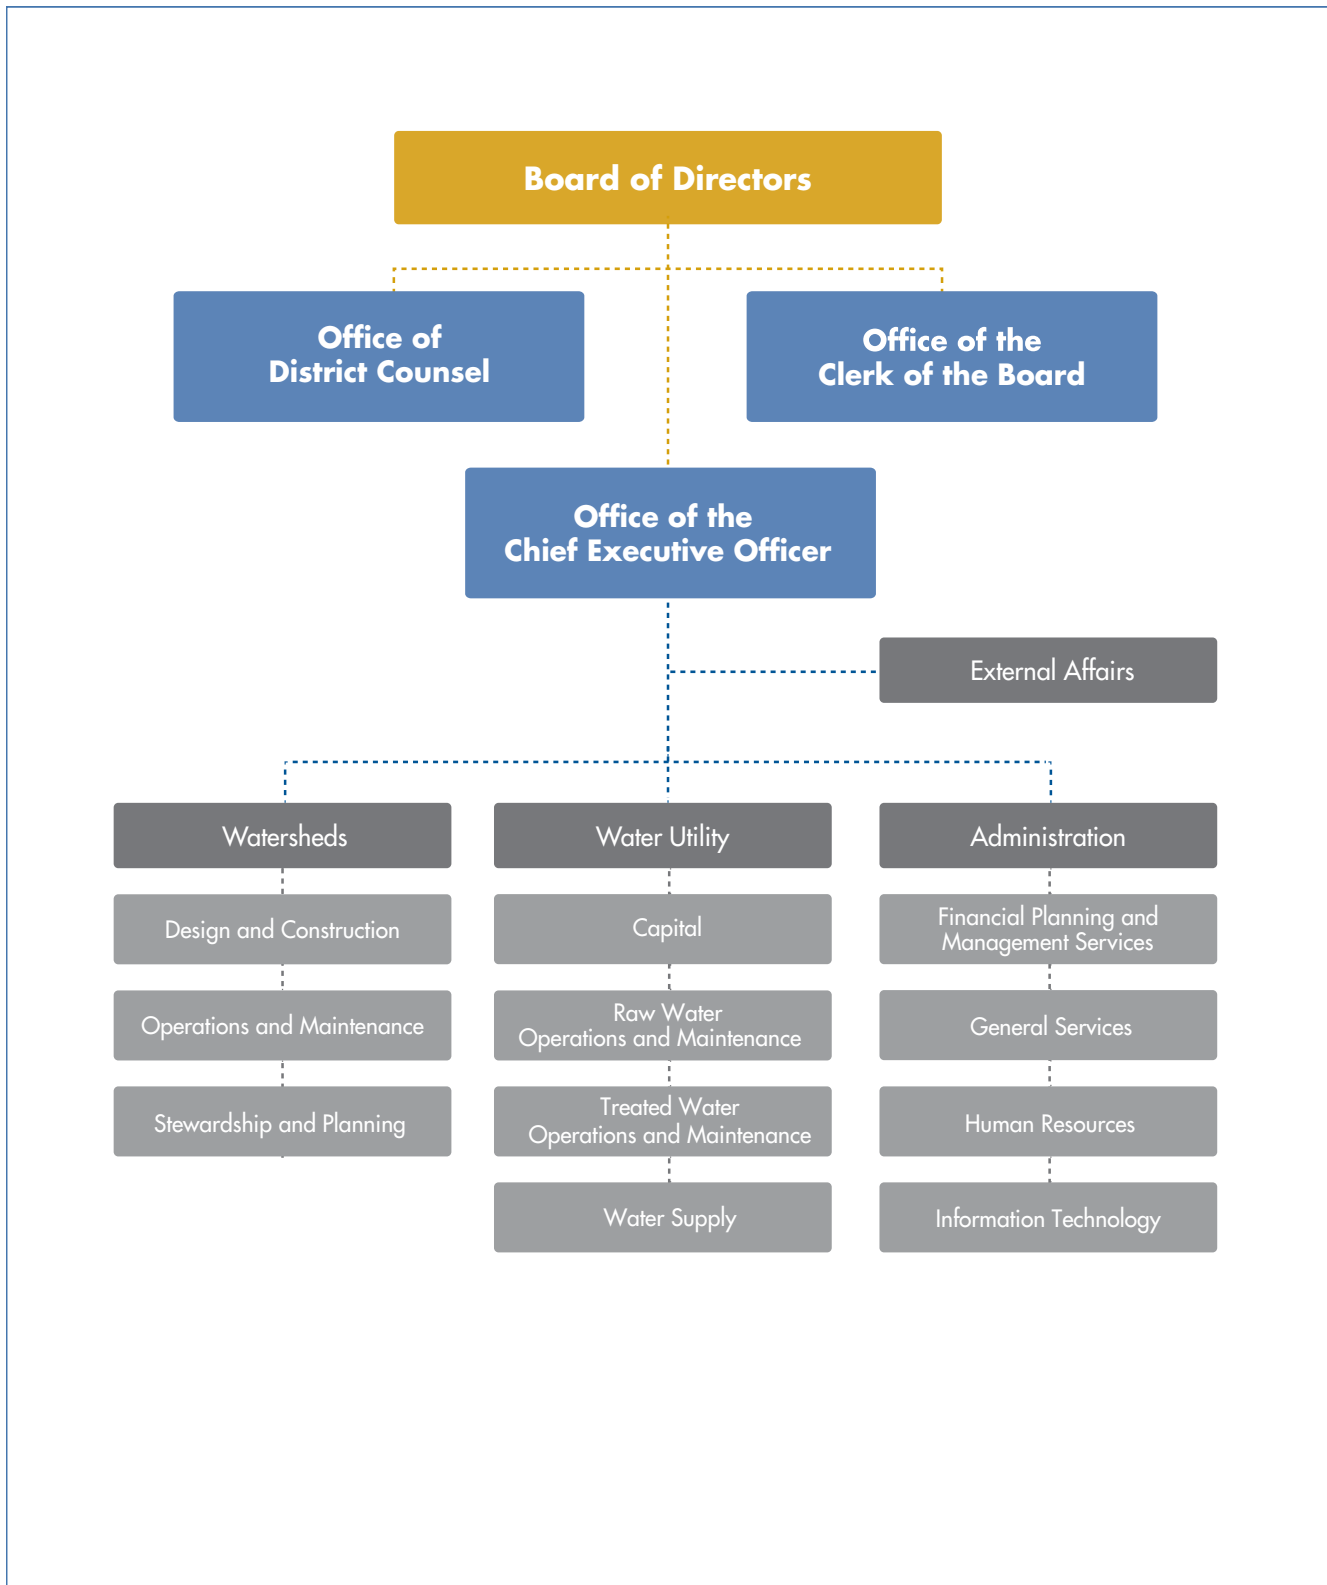 Board of Directors
Office of
District Counsel
Office of the
Clerk of the Board
Office of the
Chief Executive Officer
External Affairs
Watersheds
Design and Construction
Operations and Maintenance
Stewardship and Planning
Water Utility
Capital
Raw Water
Operations and Maintenance
Treated Water
Operations and Maintenance
Water Supply
Administration
Financial Planning and
Management Services
General Services
Human Resources
Information Technology